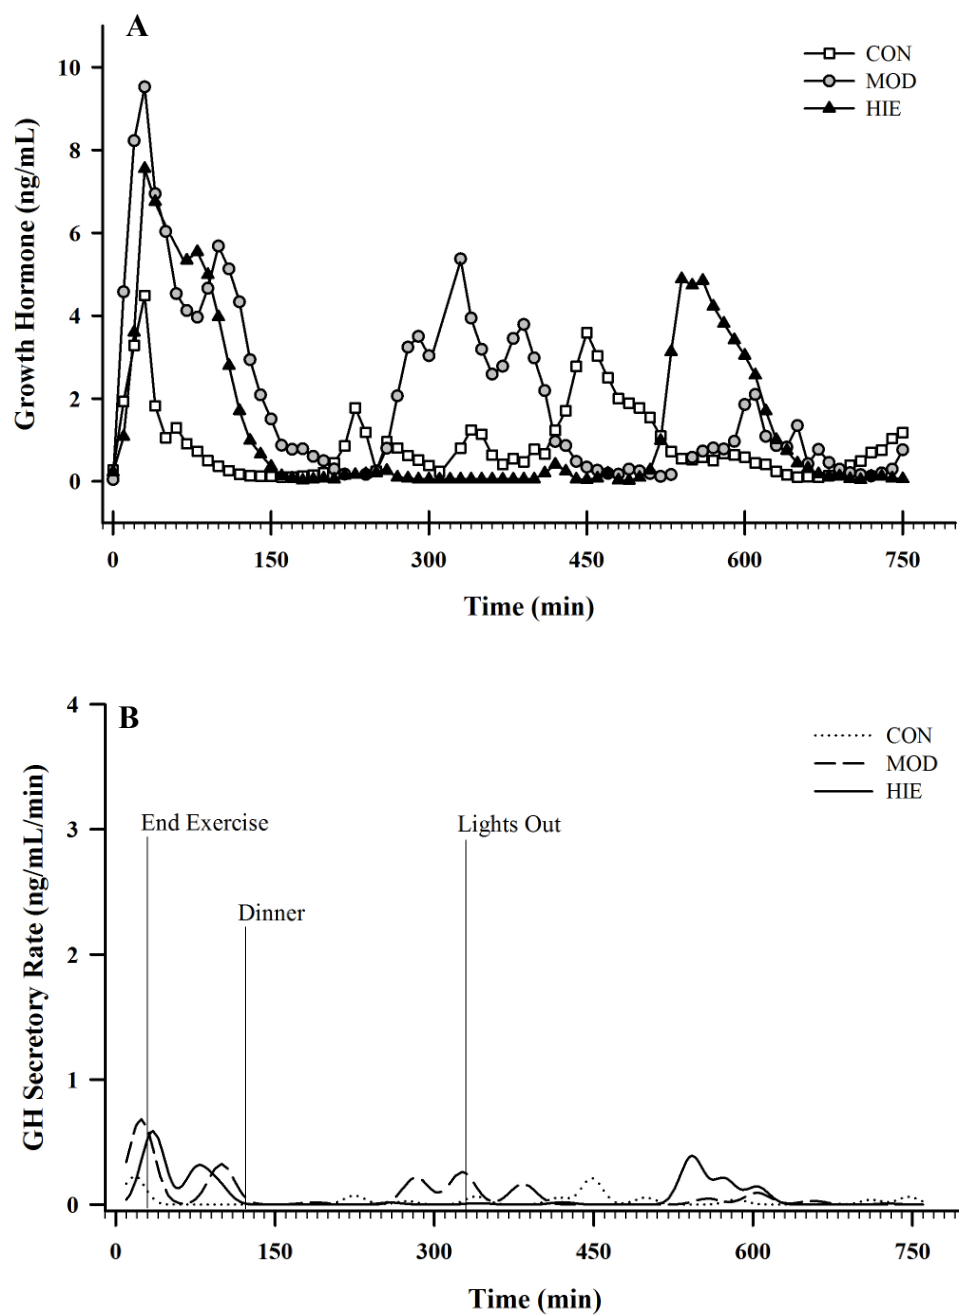 A
CON
MOD
HIE
Growth Hormone (ng/mL)
10
8
6
4
2
0
0 150 300 450 600 750
Time (min)
B
CON
MOD
HIE
GH Secretory Rate (ng/mL/min)
4
3
2
1
0
End Exercise
Lights Out
Dinner
0 150 300 450 600 750
Time (min)